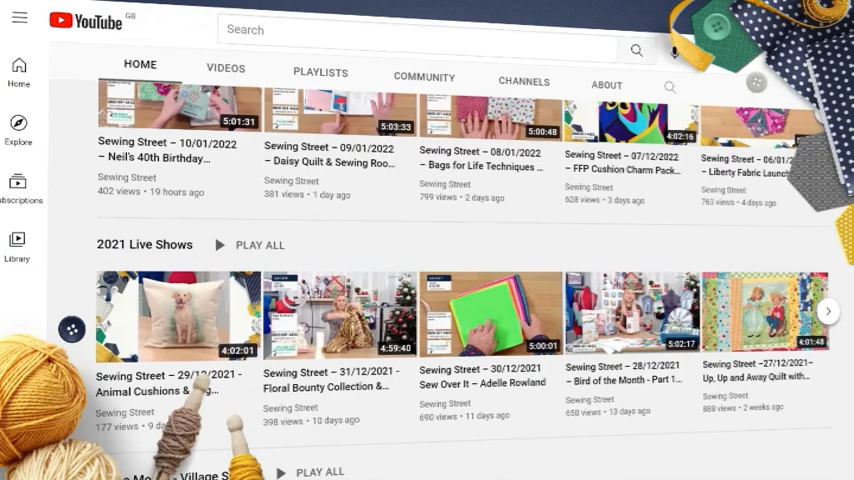 YouTube GB
Search
Home
Explore
bscriptions
Library
HOME VIDEOS PLAYLISTS COMMUNITY CHANNELS ABOUT
5:01:31 5:03:33 5:00:48 4:02:16
Sewing Street – 10/01/2022
– Neil's 40th Birthday...
Sewing Street
402 views • 19 hours ago
Sewing Street – 09/01/2022
– Daisy Quilt & Sewing Roo...
Sewing Street
381 views • 1 day ago
Sewing Street – 08/01/2022
– Bags for Life Techniques ...
Sewing Street
799 views • 2 days ago
Sewing Street – 07/12/2022
– FFP Cushion Charm Pack...
Sewing Street
628 views • 3 days ago
Sewing Street – 06/01/2
– Liberty Fabric Launch
Sewing Street
763 views • 4 days ago
2021 Live Shows PLAY ALL
4:02:01 4:59:40 5:00:01 5:02:17 4:01:48
Sewing Street – 29/12/2021 -
Animal Cushions &
Sewing Street
177 views • 9 da
Sewing Street – 31/12/2021 -
Floral Bounty Collection &...
Sewing Street
398 views • 10 days ago
Sewing Street – 30/12/2021
Sew Over It – Adelle Rowland
Sewing Street
690 views • 11 days ago
Sewing Street – 28/12/2021
– Bird of the Month - Part 1...
Sewing Street
658 views • 13 days ago
Sewing Street –27/12/2021–
Up, Up and Away Quilt with...
Sewing Street
888 views • 2 weeks ago
- Village S PLAY ALL